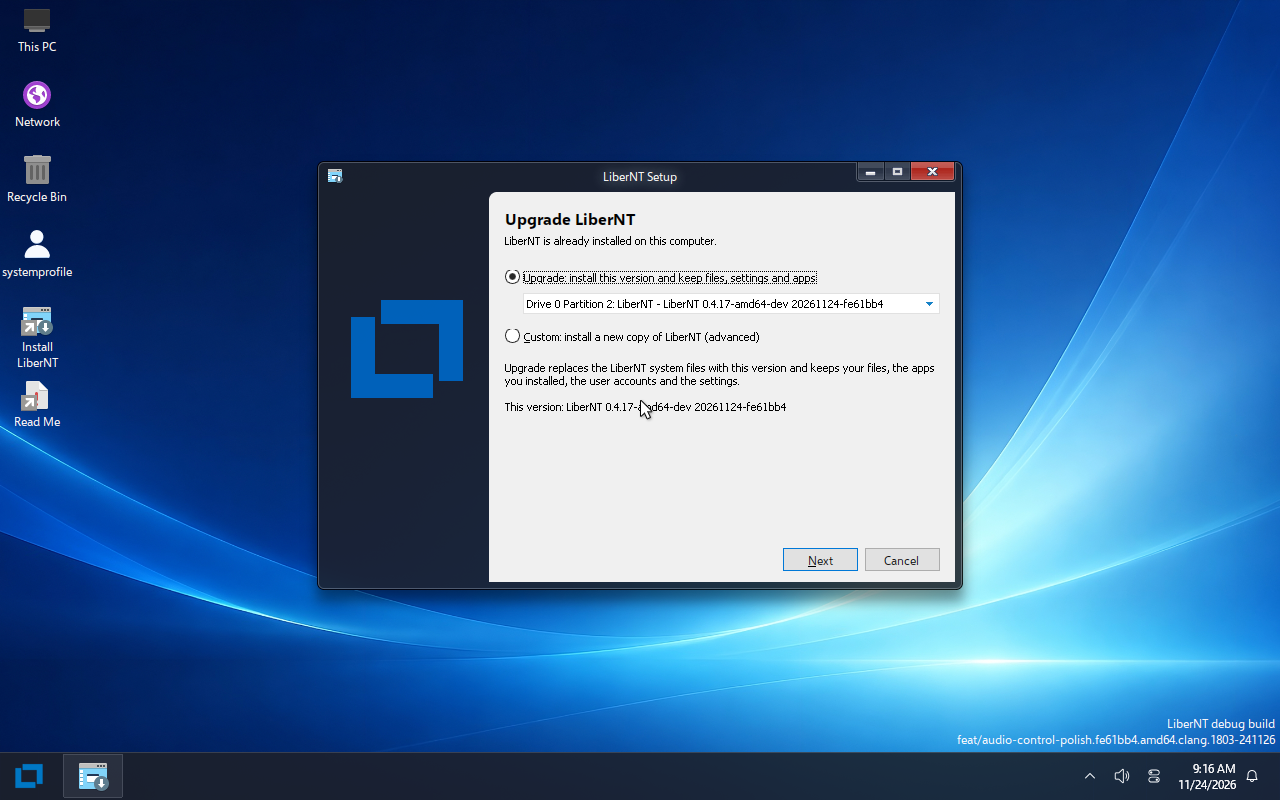 This PC
Network
Recycle Bin
systemprofile
Install
LiberNT
Read Me
LiberNT Setup
Upgrade LiberNT
LiberNT is already installed on this computer.
Upgrade: install this version and keep files, settings and apps
Drive 0 Partition 2: LiberNT - LiberNT 0.4.17-amd64-dev 20261124-fe61bb4
Custom: install a new copy of LiberNT (advanced)
Upgrade replaces the LiberNT system files with this version and keeps your files, the apps
you installed, the user accounts and the settings.
This version: LiberNT 0.4.17-amd64-dev 20261124-fe61bb4
Next
Cancel
LiberNT debug build
feat/audio-control-polish.fe61bb4.amd64.clang.1803-241126
9:16 AM
11/24/2026